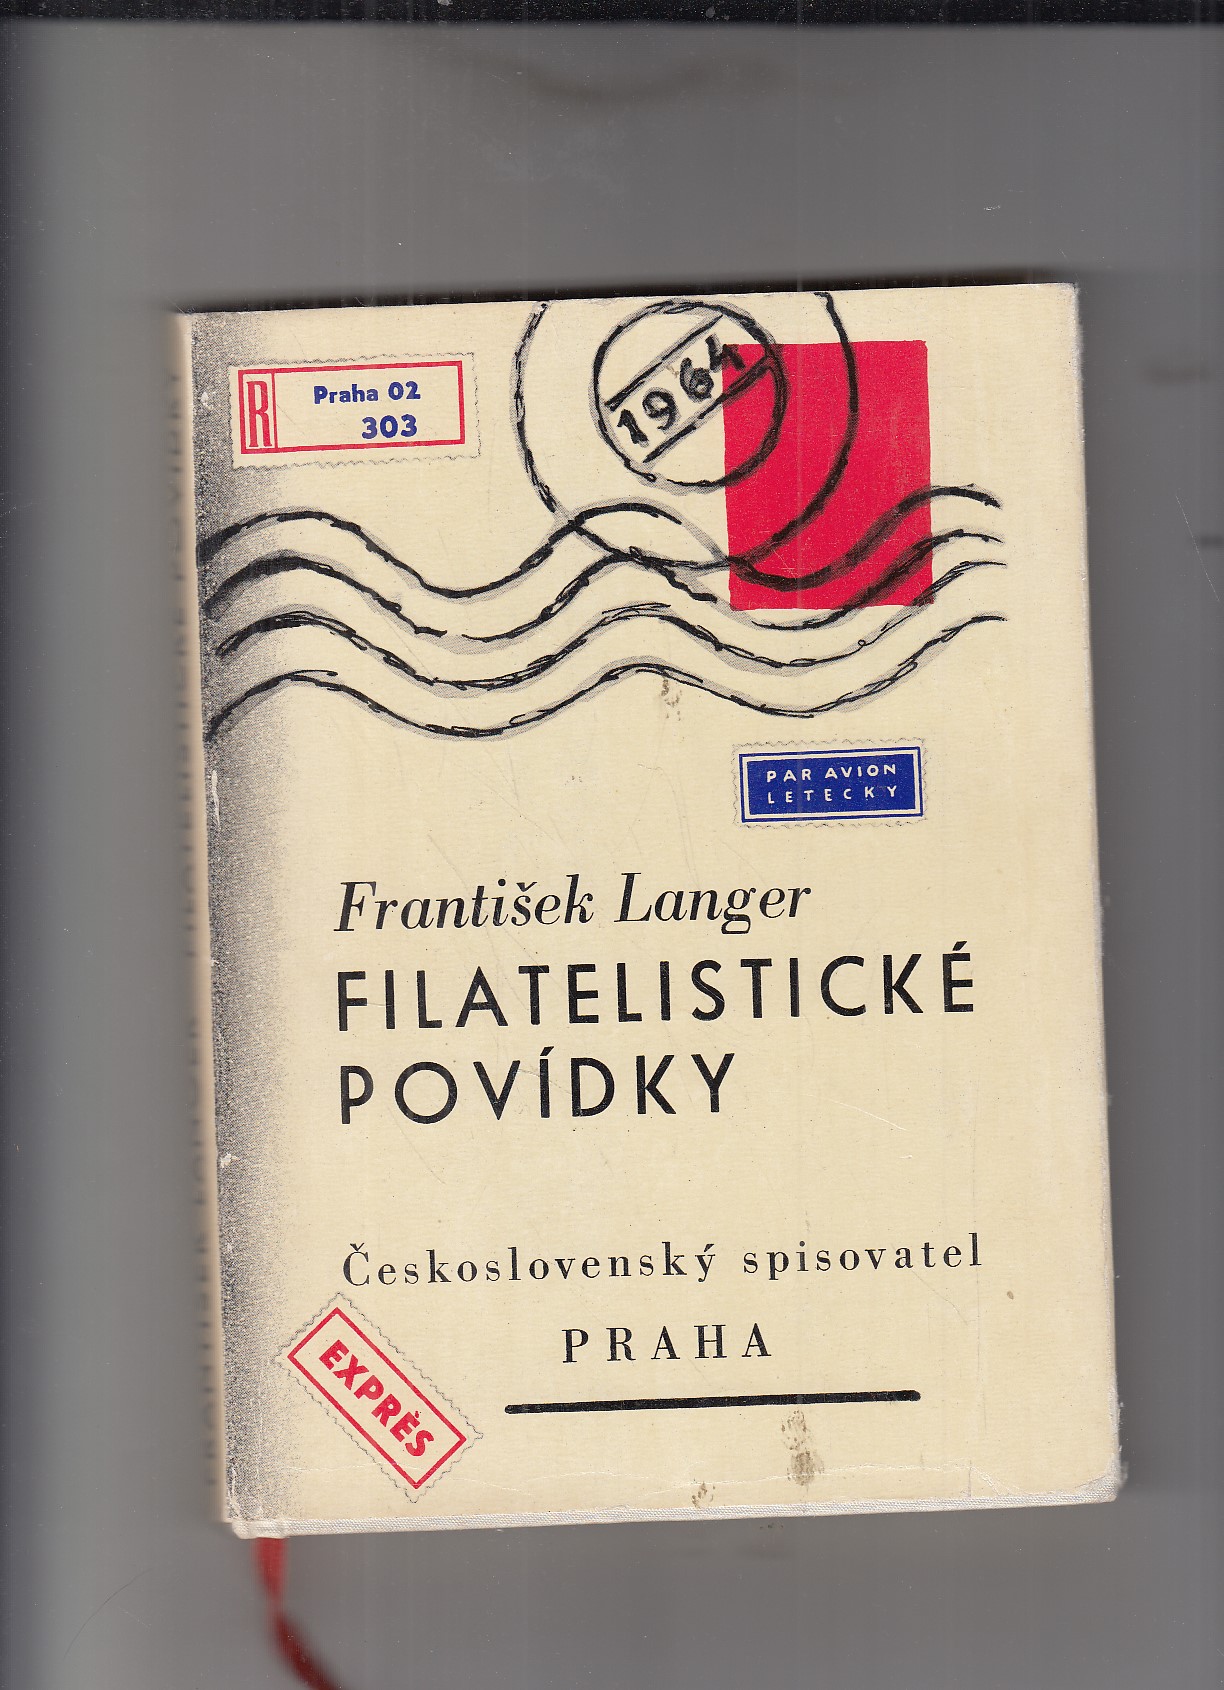 R
Praha 02
303
1964
PAR AVION
LETECKY
František Langer
FILATELISTICKÉ
POVÍDKY
Československý spisovatel
PRAHA
EXPRÈS